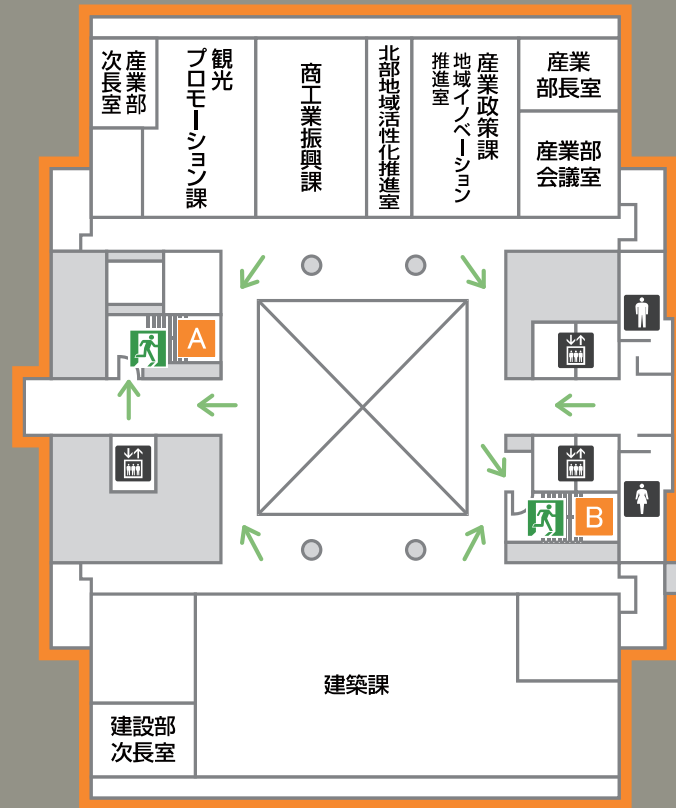 産業部
次長室
観光
プロモーション課
商工業振興課
北部地域活性化推進室
産業政策課
地域イノベーション
推進室
産業
部長室
産業部
会議室
A
B
建築課
建設部
次長室